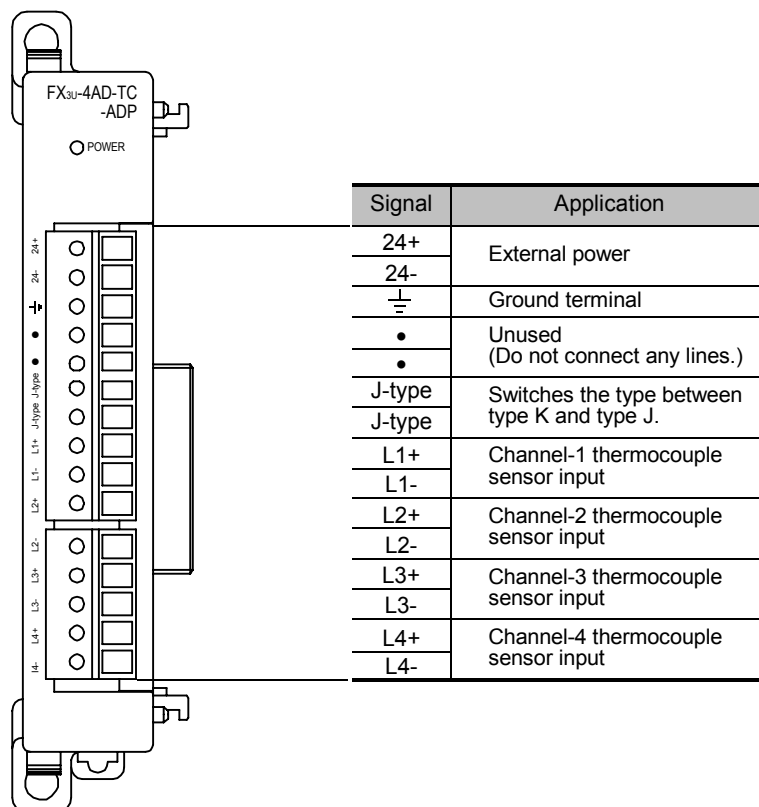 FX3U-4AD-TC
-ADP
POWER
24+
24-
⏚
•
•
J-type
J-type
L1+
L1-
L2+
L2-
L3+
L3-
L4+
I4-
Signal Application
24+ External power
24-
⏚ Ground terminal
• Unused
• (Do not connect any lines.)
J-type Switches the type between
J-type type K and type J.
L1+ Channel-1 thermocouple
L1- sensor input
L2+ Channel-2 thermocouple
L2- sensor input
L3+ Channel-3 thermocouple
L3- sensor input
L4+ Channel-4 thermocouple
L4- sensor input